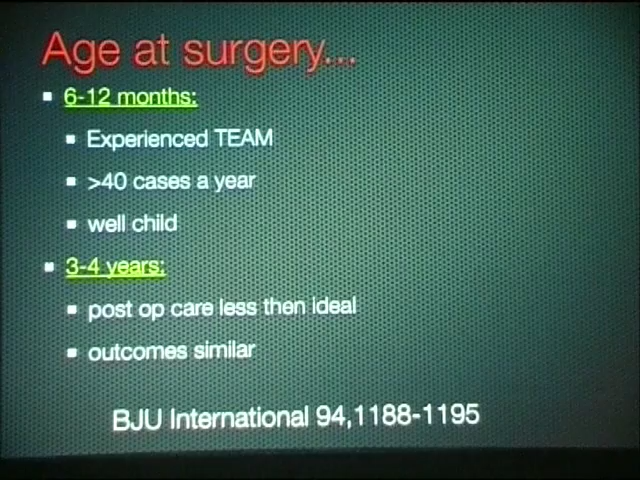 Age at surgery...
6-12 months:
Experienced TEAM
>40 cases a year
well child
3-4 years:
post op care less then ideal
outcomes similar
BJU International 94,1188-1195